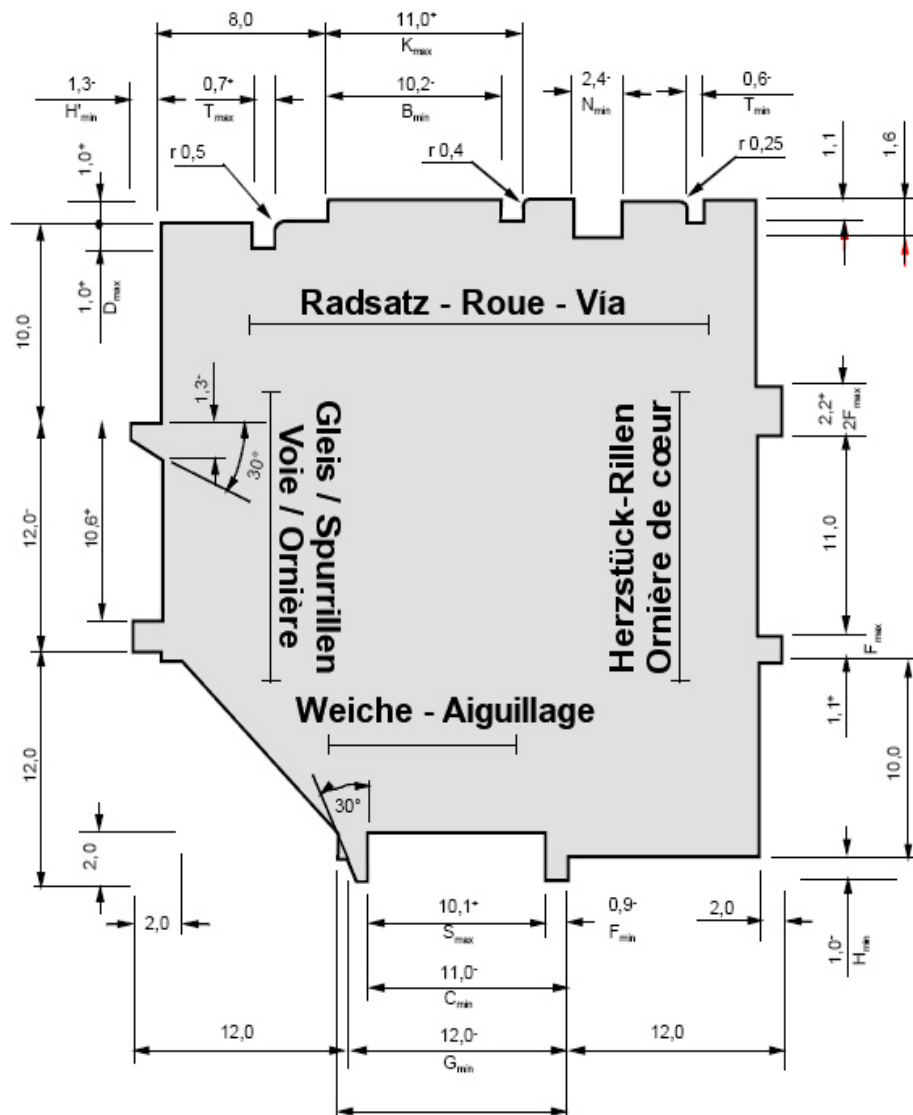 8,0
11,0⁺
Kmax
1,3⁻
H'min
0,7⁺
Tmax
10,2⁻
Bmin
2,4⁻
Nmin
0,6⁻
Tmin
1,0⁺
r 0,5
r 0,4
r 0,25
1,1
1,6
1,0⁺
Dmax
10,0
Radsatz - Roue - Vía
1,3⁻
30°
2,2⁺
2Fmax
12,0⁻
10,6⁺
Gleis / Spurrillen
Voie / Ornière
Herzstück-Rillen
Ornière de cœur
11,0
Fmax
1,1⁺
Weiche - Aiguillage
12,0
30°
10,0
2,0
2,0
10,1⁺
Smax
0,9⁻
Fmin
2,0
1,0⁻
Hmin
11,0⁻
Cmin
12,0
12,0⁻
Gmin
12,0